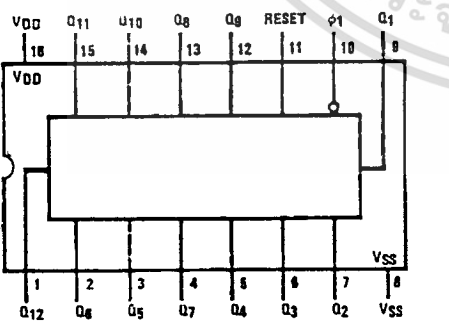 VDD Q11 Q10 Q8 Q9 RESET ϕ1 Q1
16 15 14 13 12 11 10 9
VDD
VSS
1 2 3 4 5 6 7 8
Q12 Q6 Q5 Q7 Q4 Q3 Q2 VSS